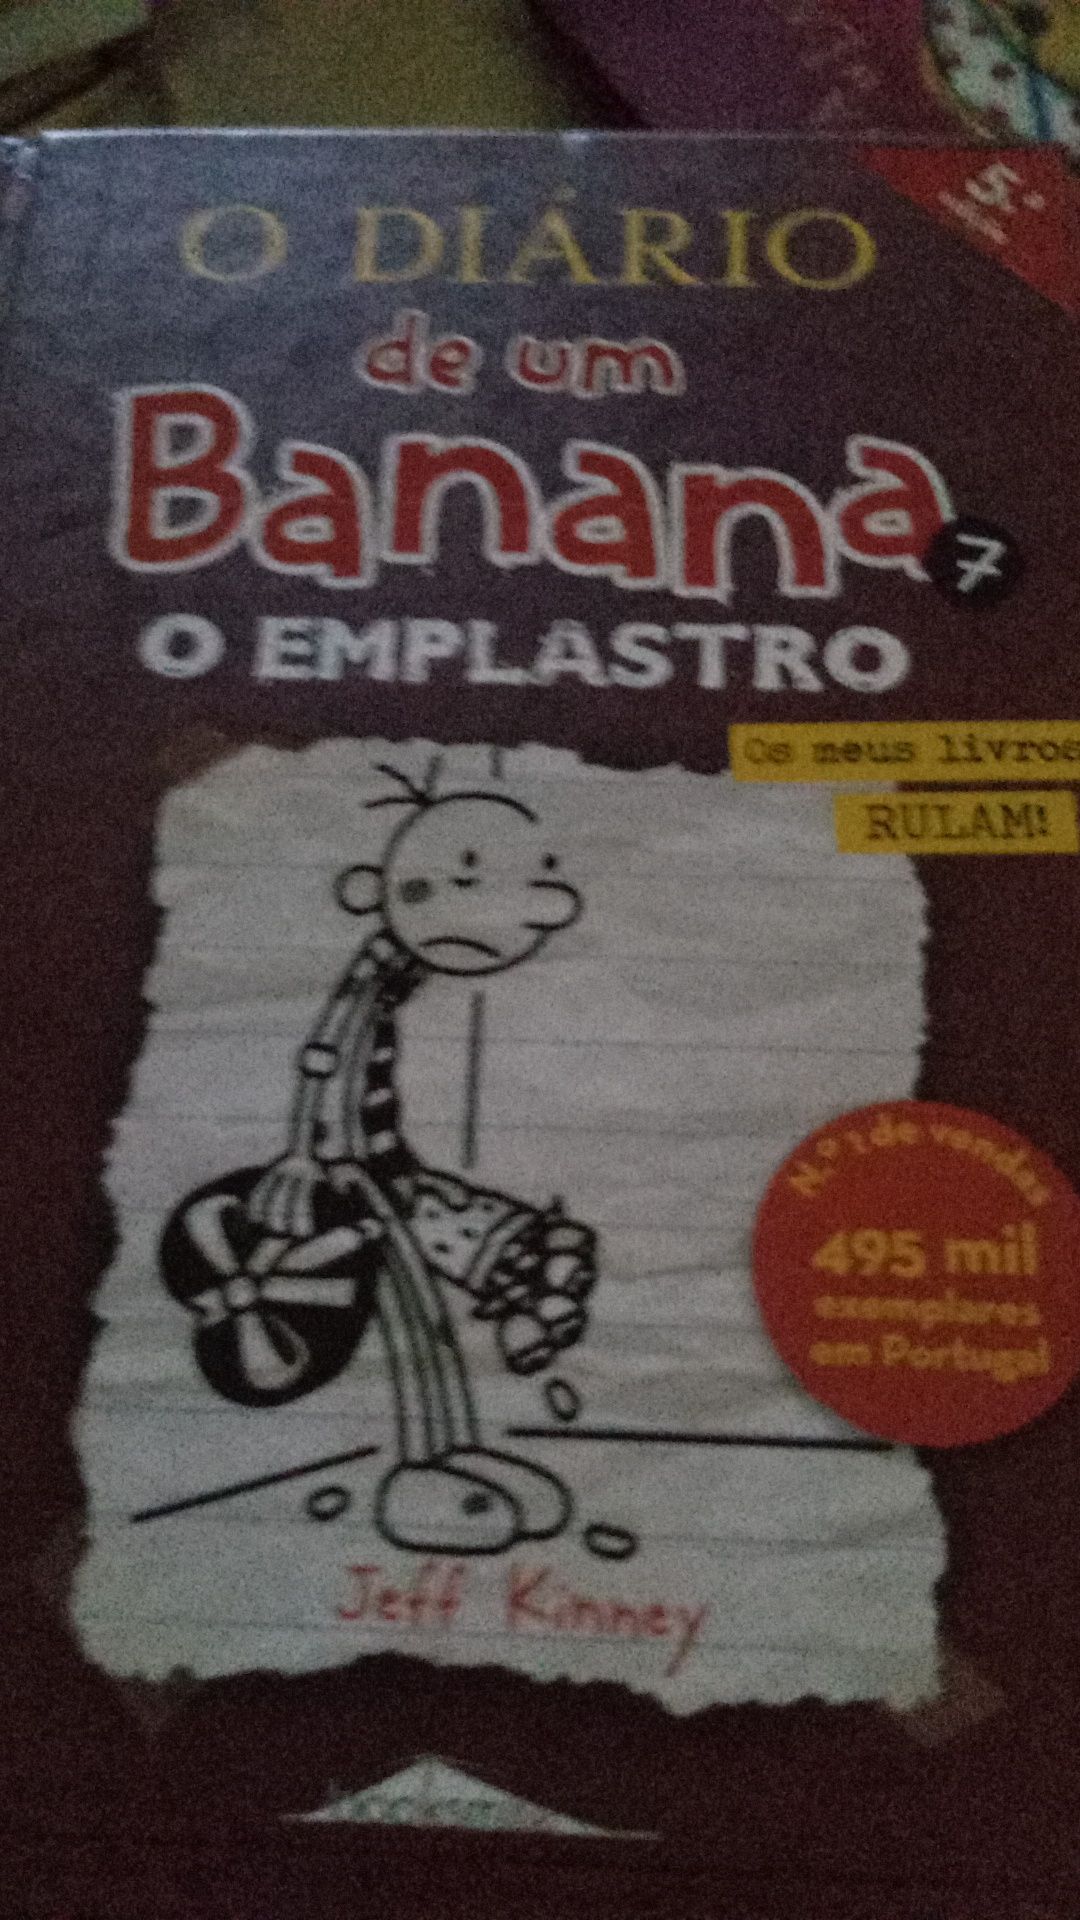 O DIÁRIO
5.ª
de um
Banana
7
O EMPLASTRO
Os meus livros
RULAM!
N.º 1 de vendas
495 mil
exemplares
em Portugal
Jeff Kinney